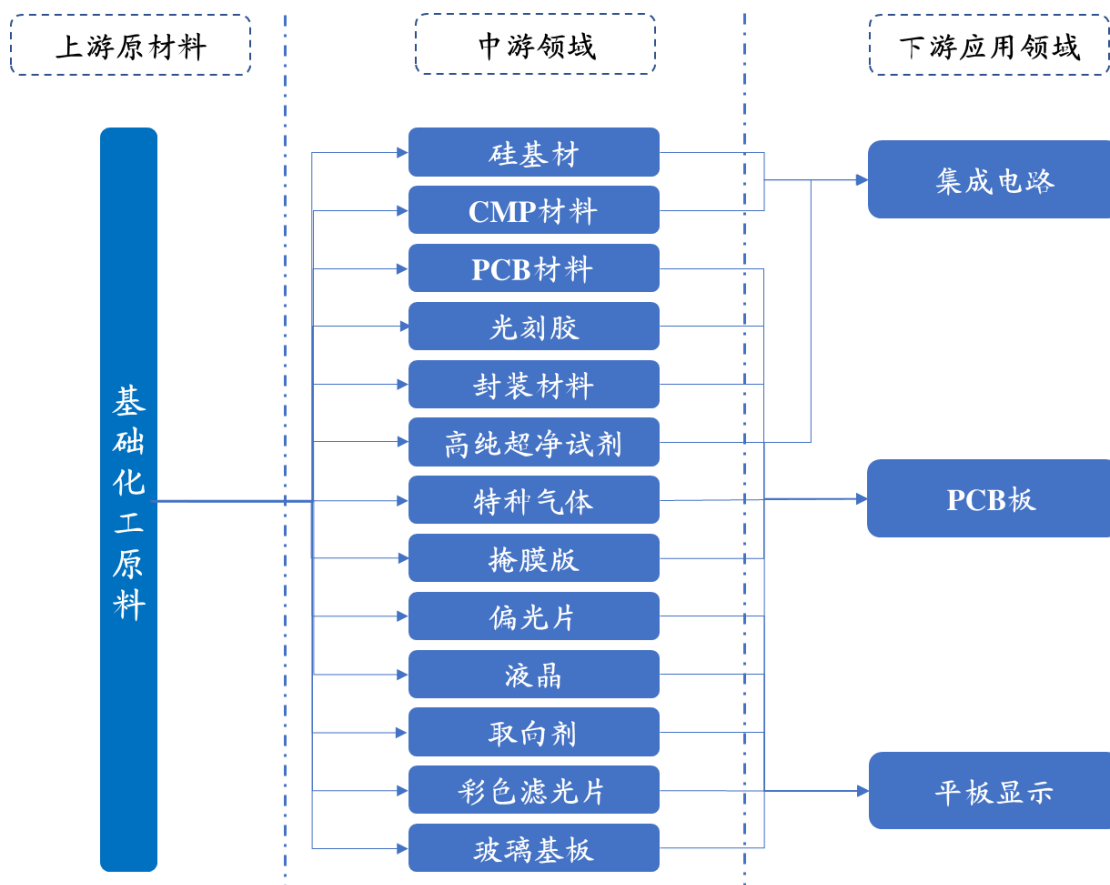 上游原材料
中游领域
下游应用领域
基础化工原料
硅基材
CMP材料
PCB材料
光刻胶
封装材料
高纯超净试剂
特种气体
掩膜版
偏光片
液晶
取向剂
彩色滤光片
玻璃基板
集成电路
PCB板
平板显示